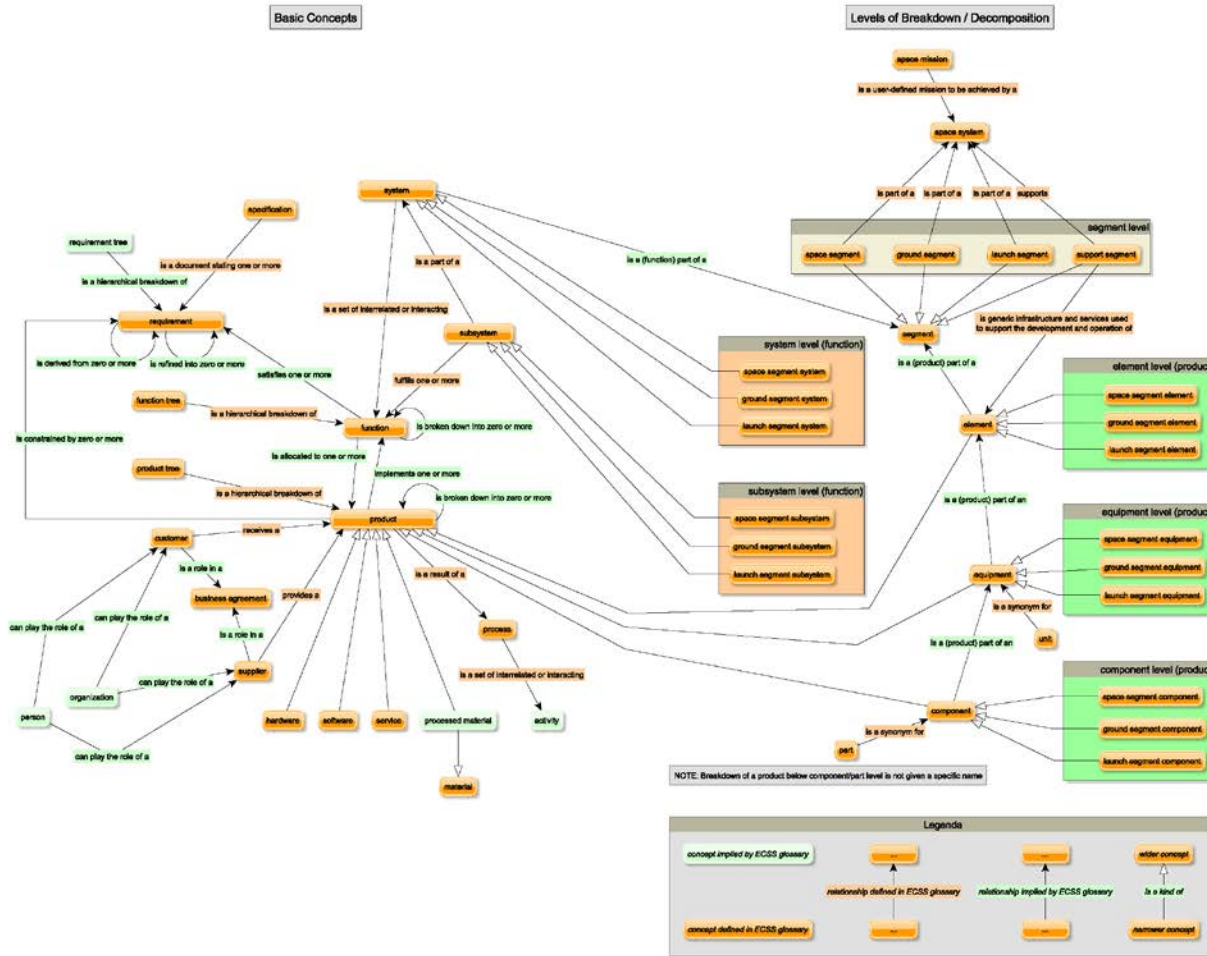 Basic Concepts
Levels of Breakdown / Decomposition
space mission
is a user-defined mission to be achieved by a
space system
is part of a
is part of a
is part of a
supports
segment level
space segment
ground segment
launch segment
support segment
system
specification
requirement tree
is a document stating one or more
is a hierarchical breakdown of
is a part of a
is a (function) part of a
is a set of interrelated or interacting
requirement
subsystem
is generic infrastructure and services used
to support the development and operation of
segment
is derived from zero or more
is refined into zero or more
satisfies one or more
fulfills one or more
system level (function)
space segment system
ground segment system
launch segment system
is a (product) part of a
element level (produc
space segment element
ground segment element
launch segment element
element
function tree
is a hierarchical breakdown of
function
is broken down into zero or more
is constrained by zero or more
is allocated to one or more
implements one or more
product tree
is a hierarchical breakdown of
is broken down into zero or more
product
subsystem level (function)
space segment subsystem
ground segment subsystem
launch segment subsystem
is a (product) part of an
equipment level (produc
space segment equipment
ground segment equipment
launch segment equipment
equipment
customer
receives a
is a role in a
is a result of a
business agreement
provides a
is a synonym for
unit
can play the role of a
can play the role of a
is a role in a
process
is a (product) part of an
supplier
is a set of interrelated or interacting
can play the role of a
organization
person
can play the role of a
hardware
software
service
processed material
activity
component level (produc
space segment component
ground segment component
launch segment component
component
is a synonym for
part
material
NOTE: Breakdown of a product below component/part level is not given a specific name
Legenda
concept implied by ECSS glossary
...
...
wider concept
relationship defined in ECSS glossary
relationship implied by ECSS glossary
is a kind of
concept defined in ECSS glossary
...
...
narrower concept